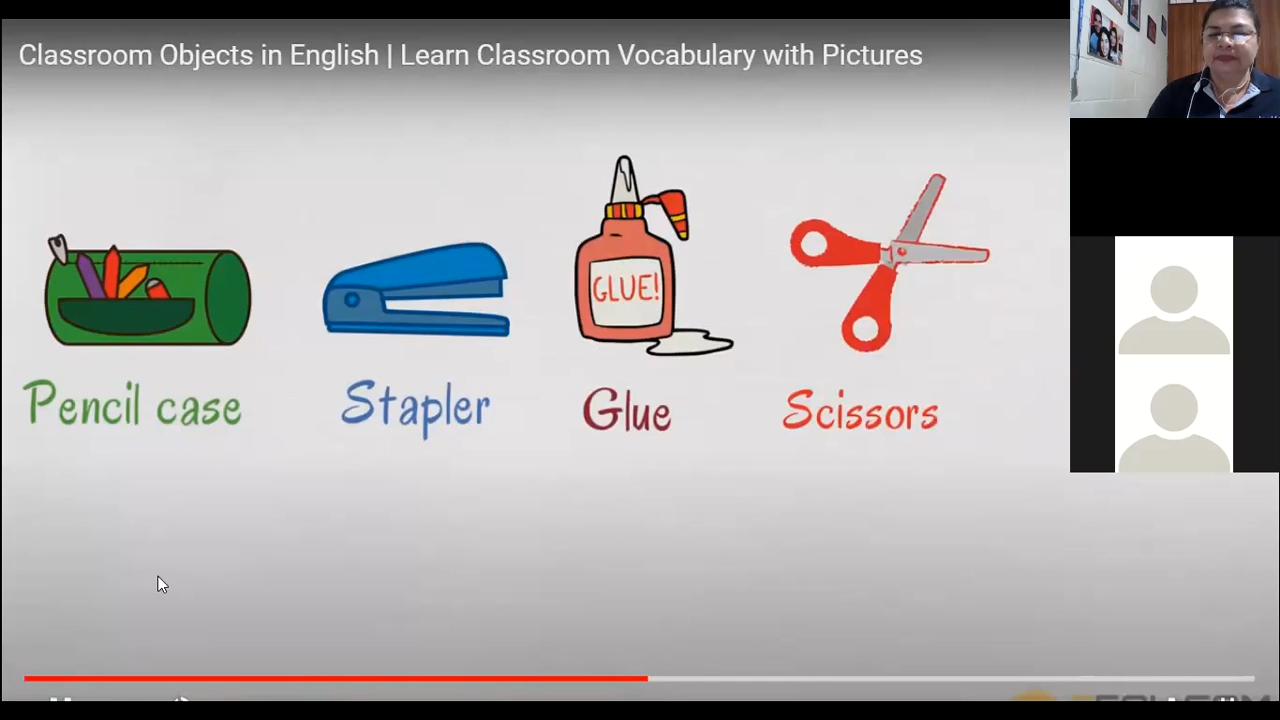 Classroom Objects in English | Learn Classroom Vocabulary with Pictures
GLUE!
Pencil case
Stapler
Glue
Scissors